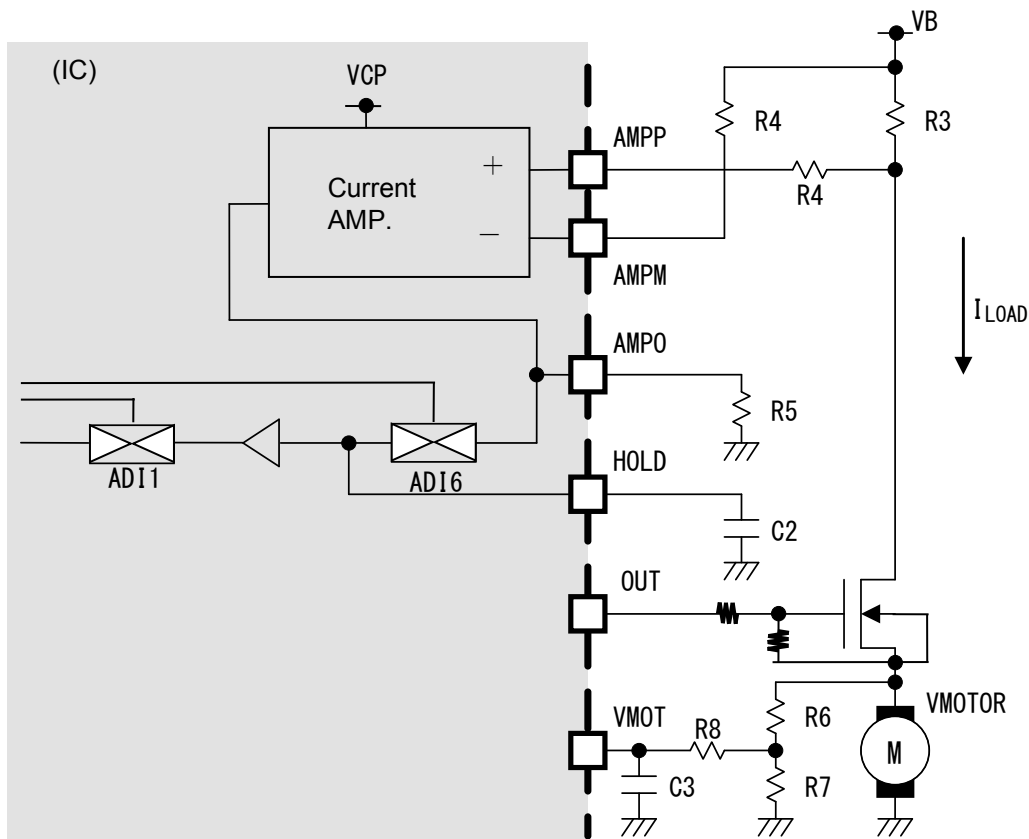 VB
(IC)
VCP
AMPP
R4
R3
+
Current
AMP.
R4
−
AMPM
ILOAD
AMPO
R5
ADI1
ADI6
HOLD
C2
OUT
VMOT
R8
R6
VMOTOR
M
C3
R7